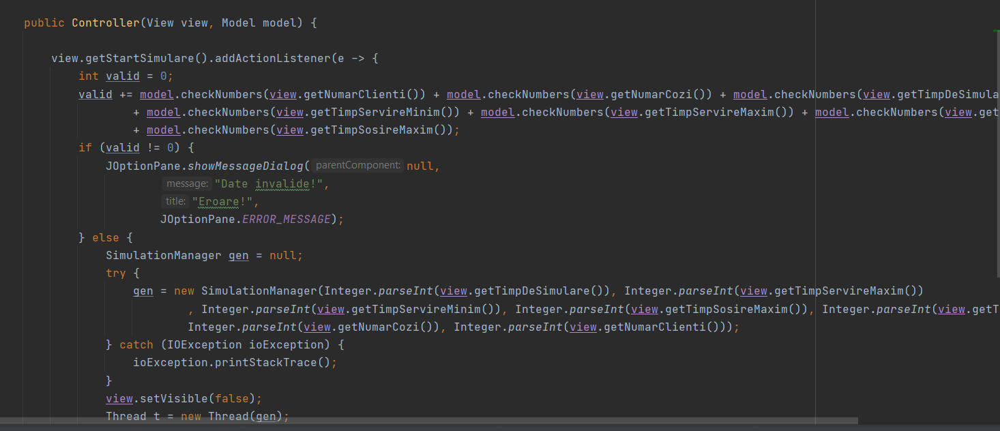 public Controller(View view, Model model) {
view.getStartSimulare().addActionListener(e -> {
int valid = 0;
valid += model.checkNumbers(view.getNumarClienti()) + model.checkNumbers(view.getNumarCozi()) + model.checkNumbers(view.getTimpDeSimula
+ model.checkNumbers(view.getTimpServireMinim()) + model.checkNumbers(view.getTimpServireMaxim()) + model.checkNumbers(view.get
+ model.checkNumbers(view.getTimpSosireMaxim());
if (valid != 0) {
JOptionPane.showMessageDialog( parentComponent: null,
message: "Date invalide!",
title: "Eroare!",
JOptionPane.ERROR_MESSAGE);
} else {
SimulationManager gen = null;
try {
gen = new SimulationManager(Integer.parseInt(view.getTimpDeSimulare()), Integer.parseInt(view.getTimpServireMaxim())
, Integer.parseInt(view.getTimpServireMinim()), Integer.parseInt(view.getTimpSosireMaxim()), Integer.parseInt(view.getT
Integer.parseInt(view.getNumarCozi()), Integer.parseInt(view.getNumarClienti()));
} catch (IOException ioException) {
ioException.printStackTrace();
}
view.setVisible(false);
Thread t = new Thread(gen);